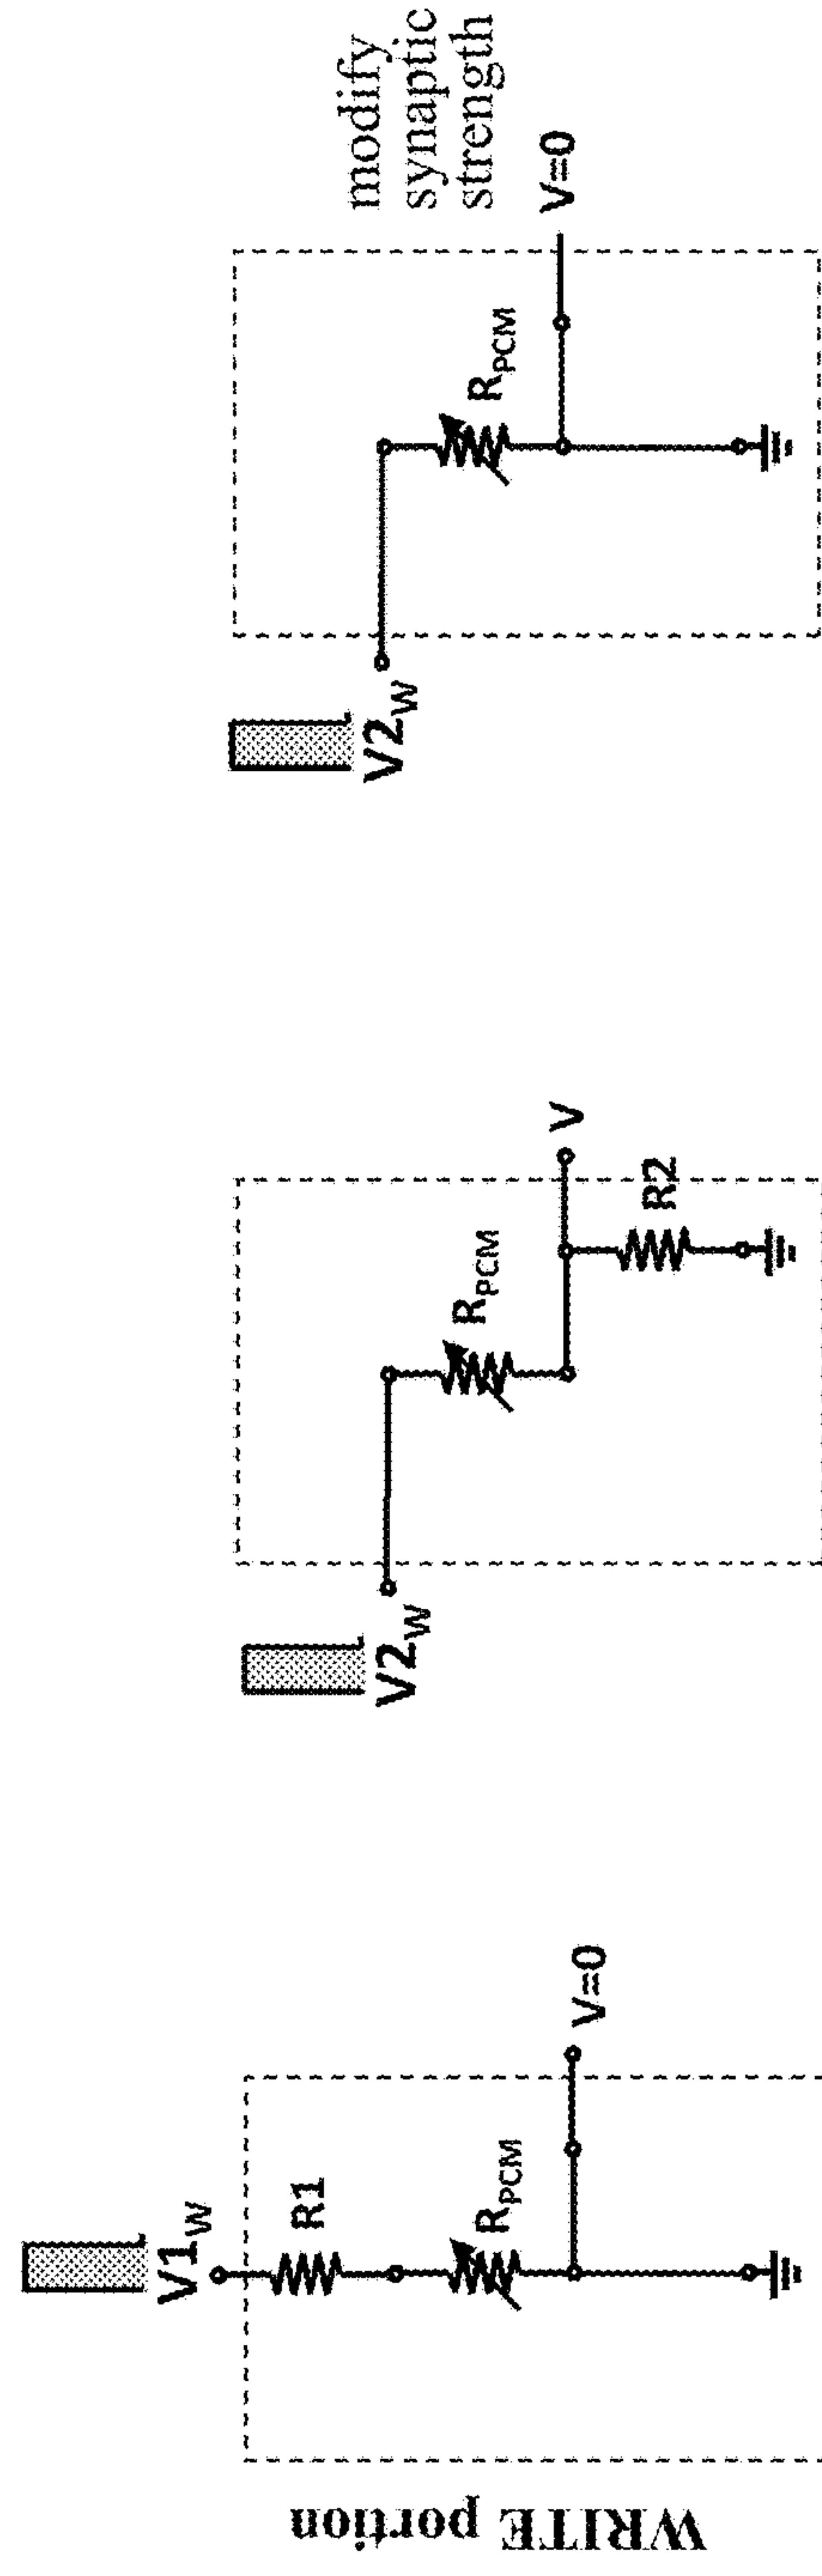 WRITE portion
V1W
R1
RPCM
V=0
V2W
RPCM
R2
V
V2W
RPCM
V=0
modify
synaptic
strength